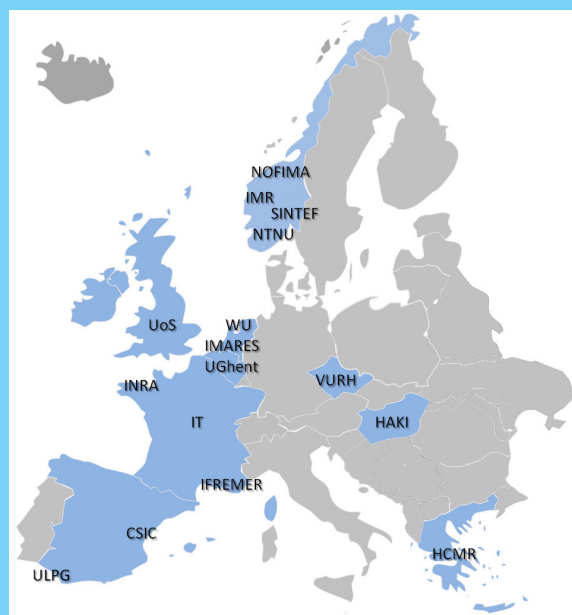 NOFIMA
IMR
SINTEF
NTNU
UoS
WU
IMARES
UGhent
INRA
VURH
IT
HAKI
IFREMER
CSIC
HCMR
ULPG